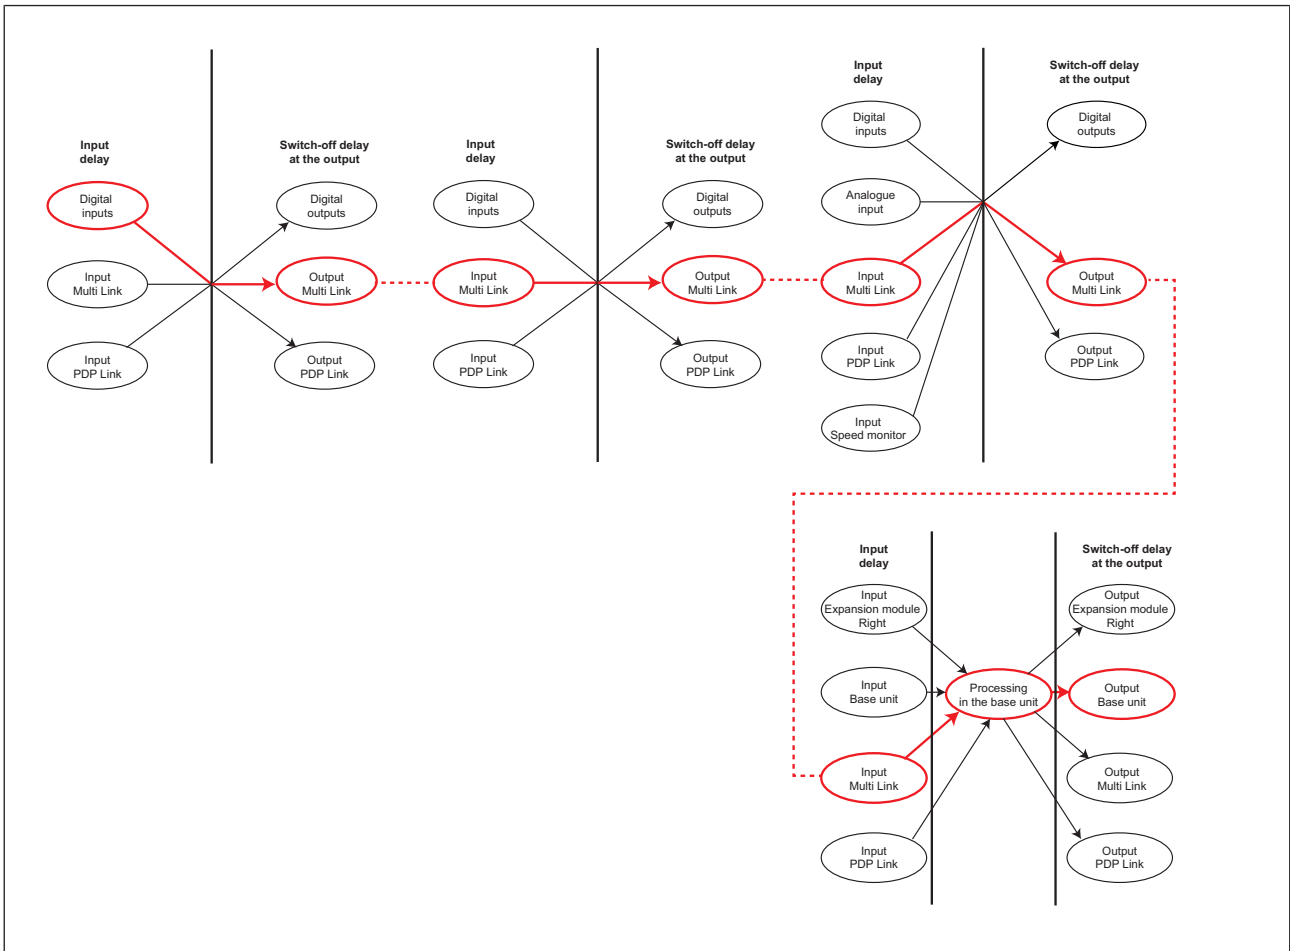 Input
delay
Digital
inputs
Input
Multi Link
Input
PDP Link
Switch-off delay
at the output
Digital
outputs
Output
Multi Link
Output
PDP Link
Input
delay
Digital
inputs
Input
Multi Link
Input
PDP Link
Switch-off delay
at the output
Digital
outputs
Output
Multi Link
Output
PDP Link
Input
delay
Digital
inputs
Analogue
input
Input
Multi Link
Input
PDP Link
Input
Speed monitor
Switch-off delay
at the output
Digital
outputs
Output
Multi Link
Output
PDP Link
Input
delay
Input
Expansion module
Right
Input
Base unit
Input
Multi Link
Input
PDP Link
Processing
in the base unit
Switch-off delay
at the output
Output
Expansion module
Right
Output
Base unit
Output
Multi Link
Output
PDP Link